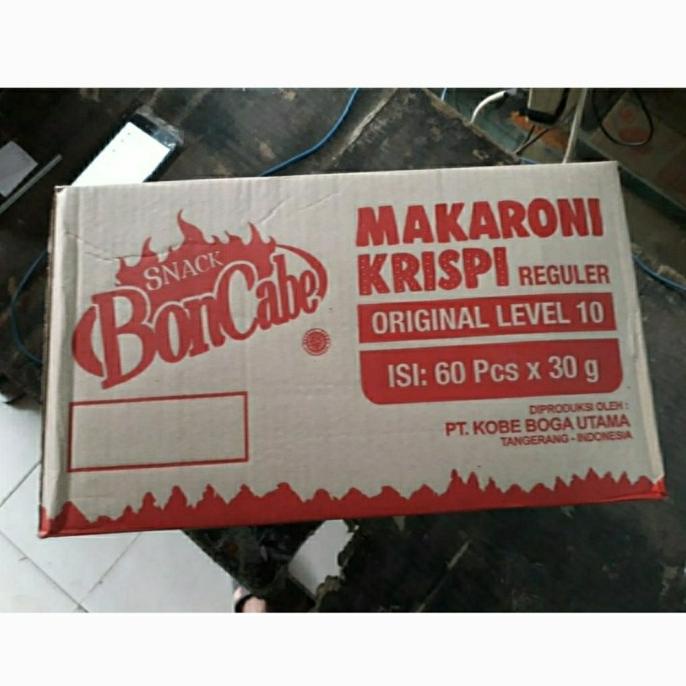 SNACK
BonCabe
MAKARONI
KRISPI REGULER
ORIGINAL LEVEL 10
ISI: 60 Pcs x 30 g
DIPRODUKSI OLEH :
PT. KOBE BOGA UTAMA
TANGERANG - INDONESIA